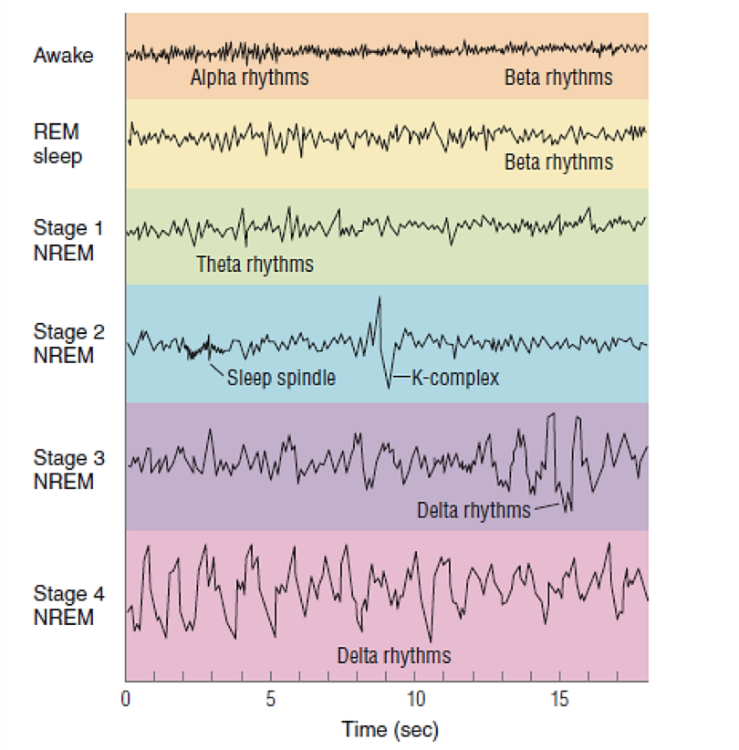 Awake
Alpha rhythms
Beta rhythms
REM
sleep
Beta rhythms
Stage 1
NREM
Theta rhythms
Stage 2
NREM
Sleep spindle
K-complex
Stage 3
NREM
Delta rhythms
Stage 4
NREM
Delta rhythms
0 5 10 15
Time (sec)